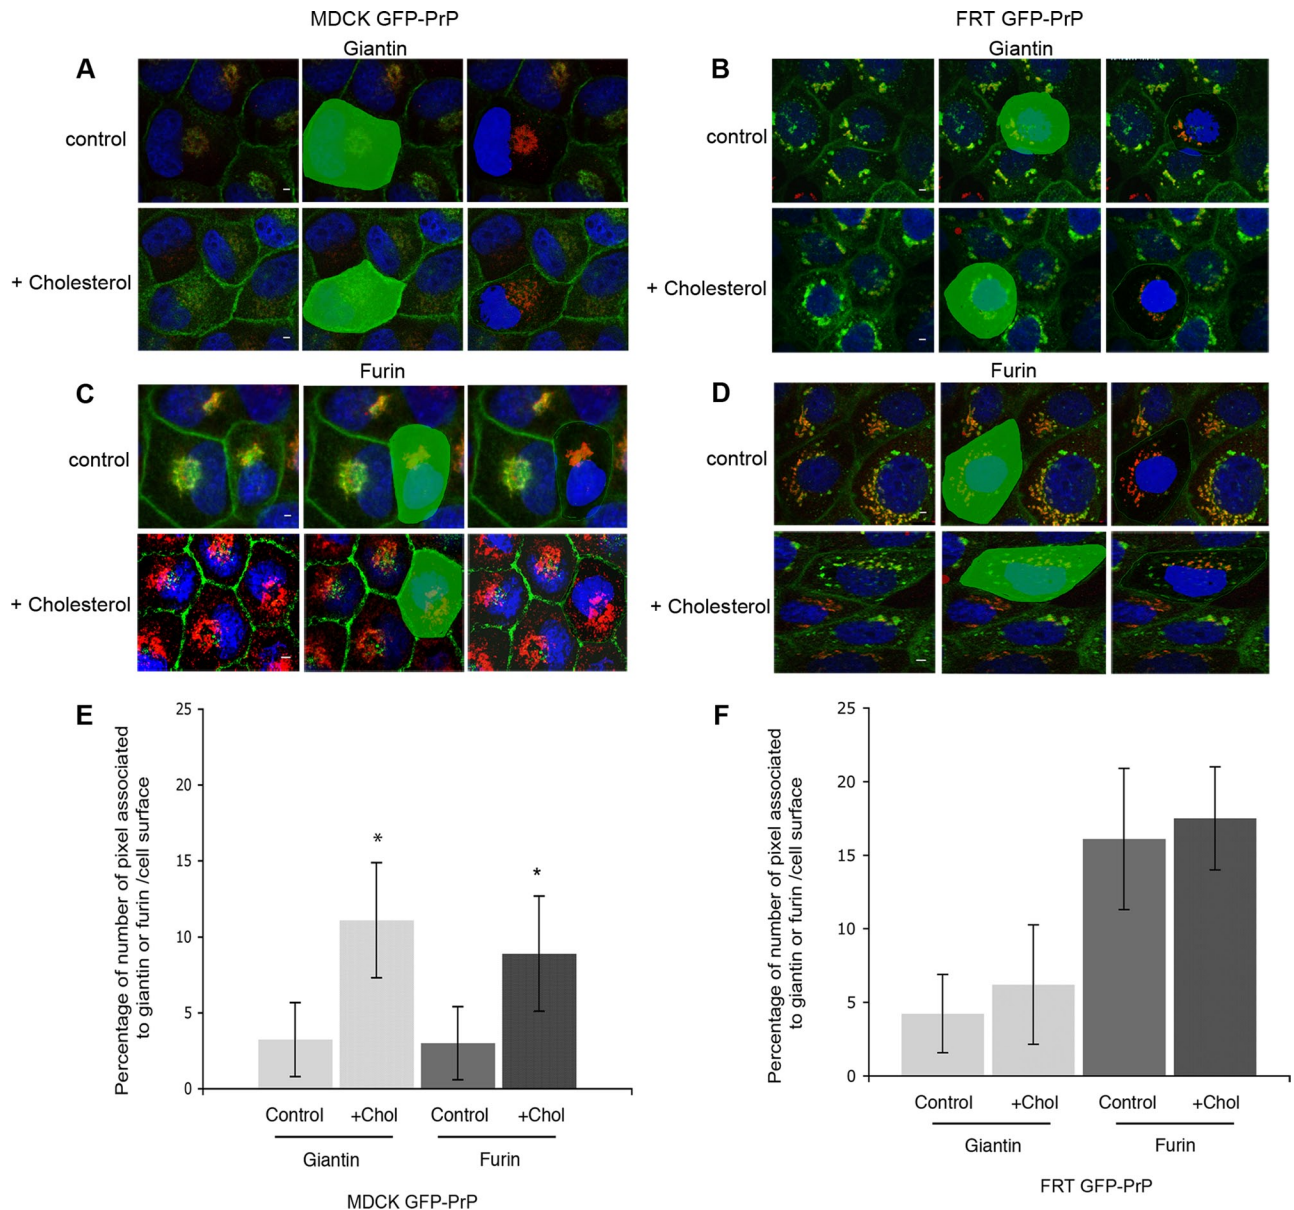 MDCK GFP-PrP
FRT GFP-PrP
Giantin
Giantin
A
B
control
control
+ Cholesterol
+ Cholesterol
Furin
Furin
C
D
control
control
+ Cholesterol
+ Cholesterol
E
Percentage of number of pixel associated
to giantin or furin /cell surface
25
20
15
10
5
0
*
*
Control
+Chol
Control
+Chol
Giantin
Furin
MDCK GFP-PrP
F
Percentage of number of pixel associated
to giantin or furin /cell surface
25
20
15
10
5
0
Control
+Chol
Control
+Chol
Giantin
Furin
FRT GFP-PrP